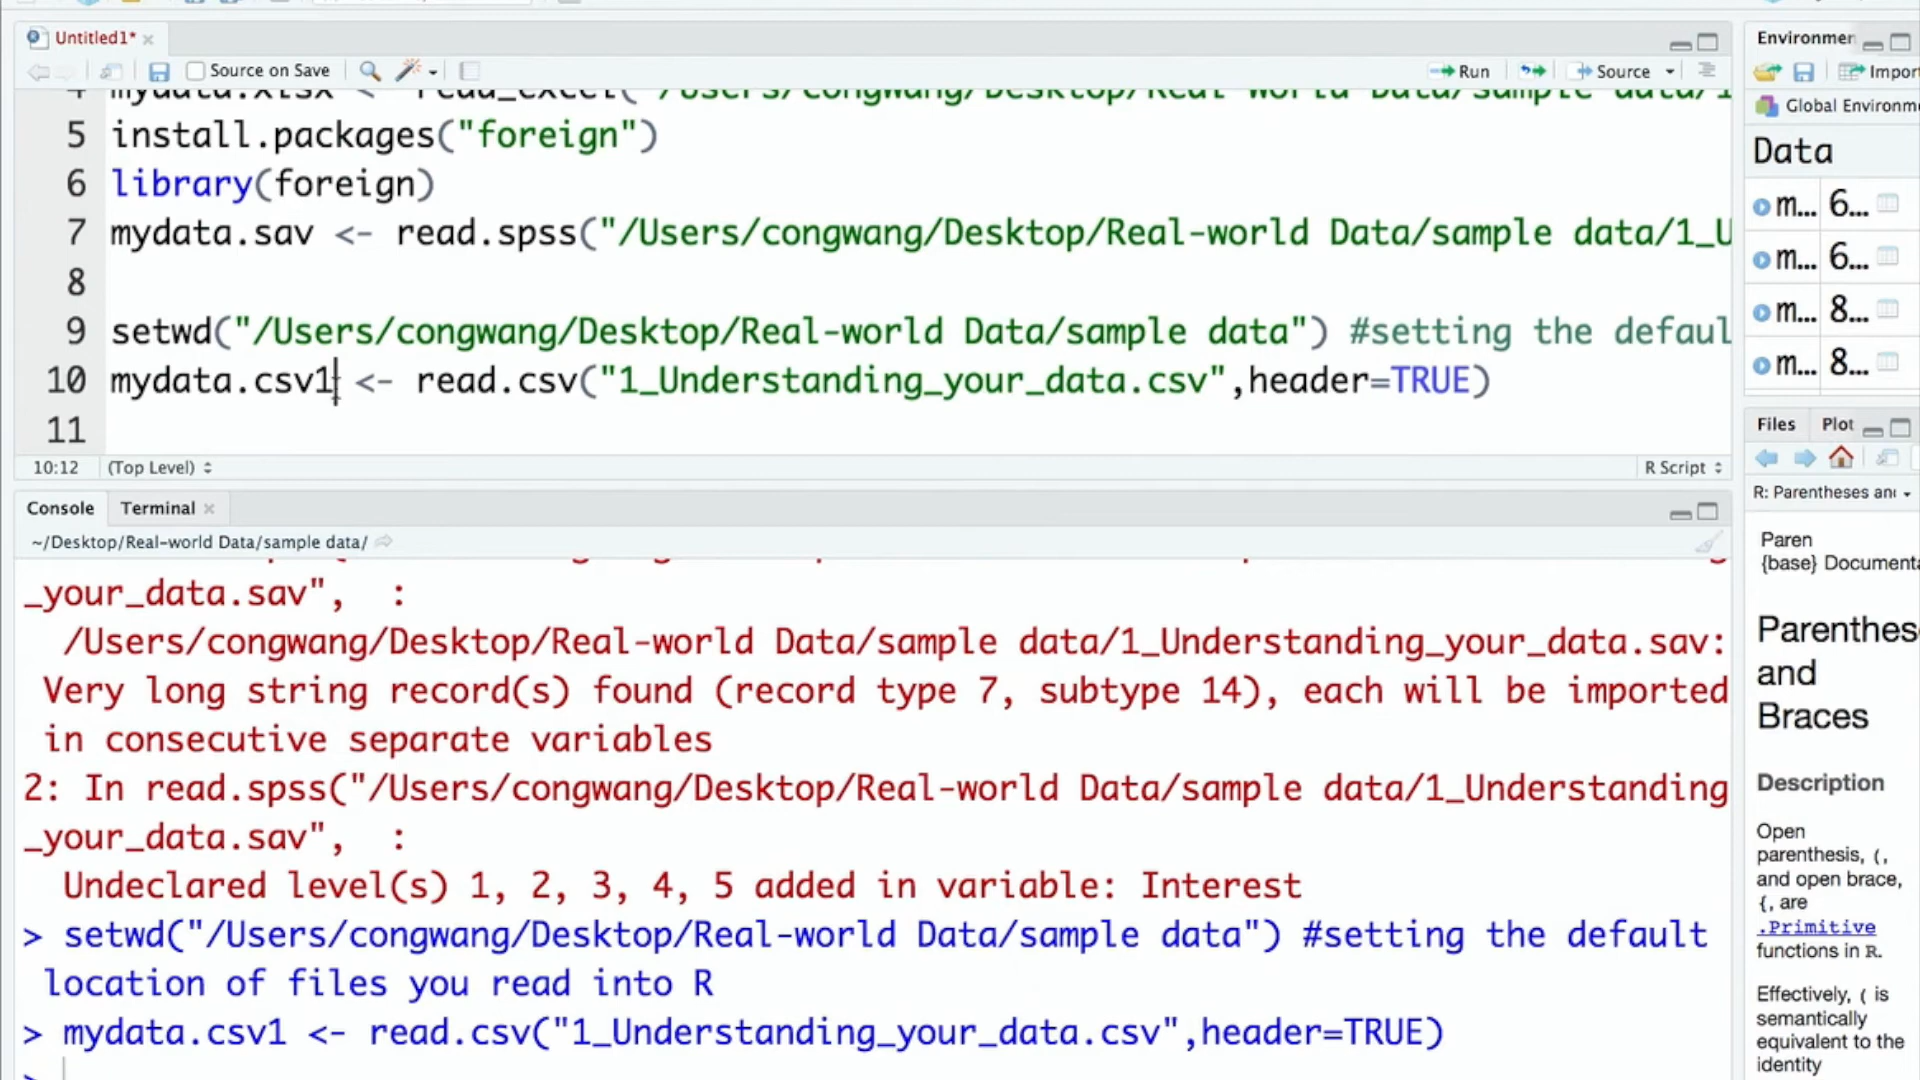 Untitled1*
Source on Save
Run
Source
5 install.packages("foreign")
6 library(foreign)
7 mydata.sav <- read.spss("/Users/congwang/Desktop/Real-world Data/sample data/1_U
8
9 setwd("/Users/congwang/Desktop/Real-world Data/sample data") #setting the defaul
10 mydata.csv1 <- read.csv("1_Understanding_your_data.csv",header=TRUE)
11
10:12 (Top Level)
R Script
Console Terminal
~/Desktop/Real-world Data/sample data/
_your_data.sav", :
/Users/congwang/Desktop/Real-world Data/sample data/1_Understanding_your_data.sav:
Very long string record(s) found (record type 7, subtype 14), each will be imported
in consecutive separate variables
2: In read.spss("/Users/congwang/Desktop/Real-world Data/sample data/1_Understanding
_your_data.sav", :
Undeclared level(s) 1, 2, 3, 4, 5 added in variable: Interest
> setwd("/Users/congwang/Desktop/Real-world Data/sample data") #setting the default
location of files you read into R
> mydata.csv1 <- read.csv("1_Understanding_your_data.csv",header=TRUE)
>
Environmen
Import
Global Environme
Data
m... 6...
m... 6...
m... 8...
m... 8...
Files Plot
R: Parentheses an
Paren
{base} Documenta
Parenthes
and
Braces
Description
Open
parenthesis, (,
and open brace,
{, are
.Primitive
functions in R.
Effectively, ( is
semantically
equivalent to the
identity